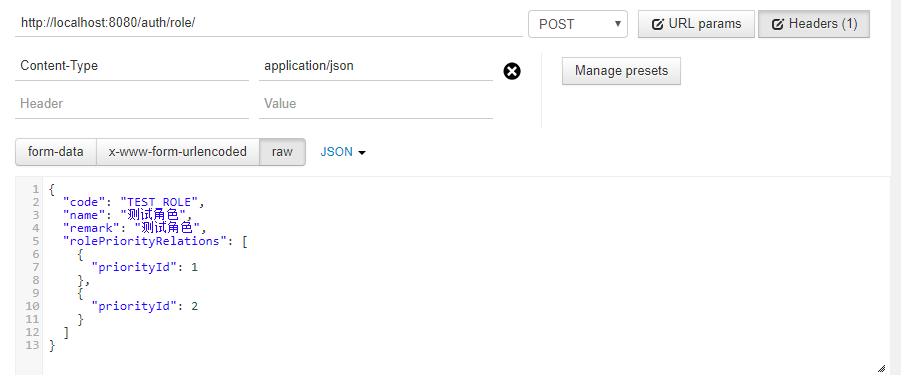 http://localhost:8080/auth/role/ POST URL params Headers (1)
Content-Type application/json Manage presets
Header Value
form-data x-www-form-urlencoded raw JSON
1 {
2 "code": "TEST_ROLE",
3 "name": "测试角色",
4 "remark": "测试角色",
5 "rolePriorityRelations": [
6 {
7 "priorityId": 1
8 },
9 {
10 "priorityId": 2
11 }
12 ]
13 }